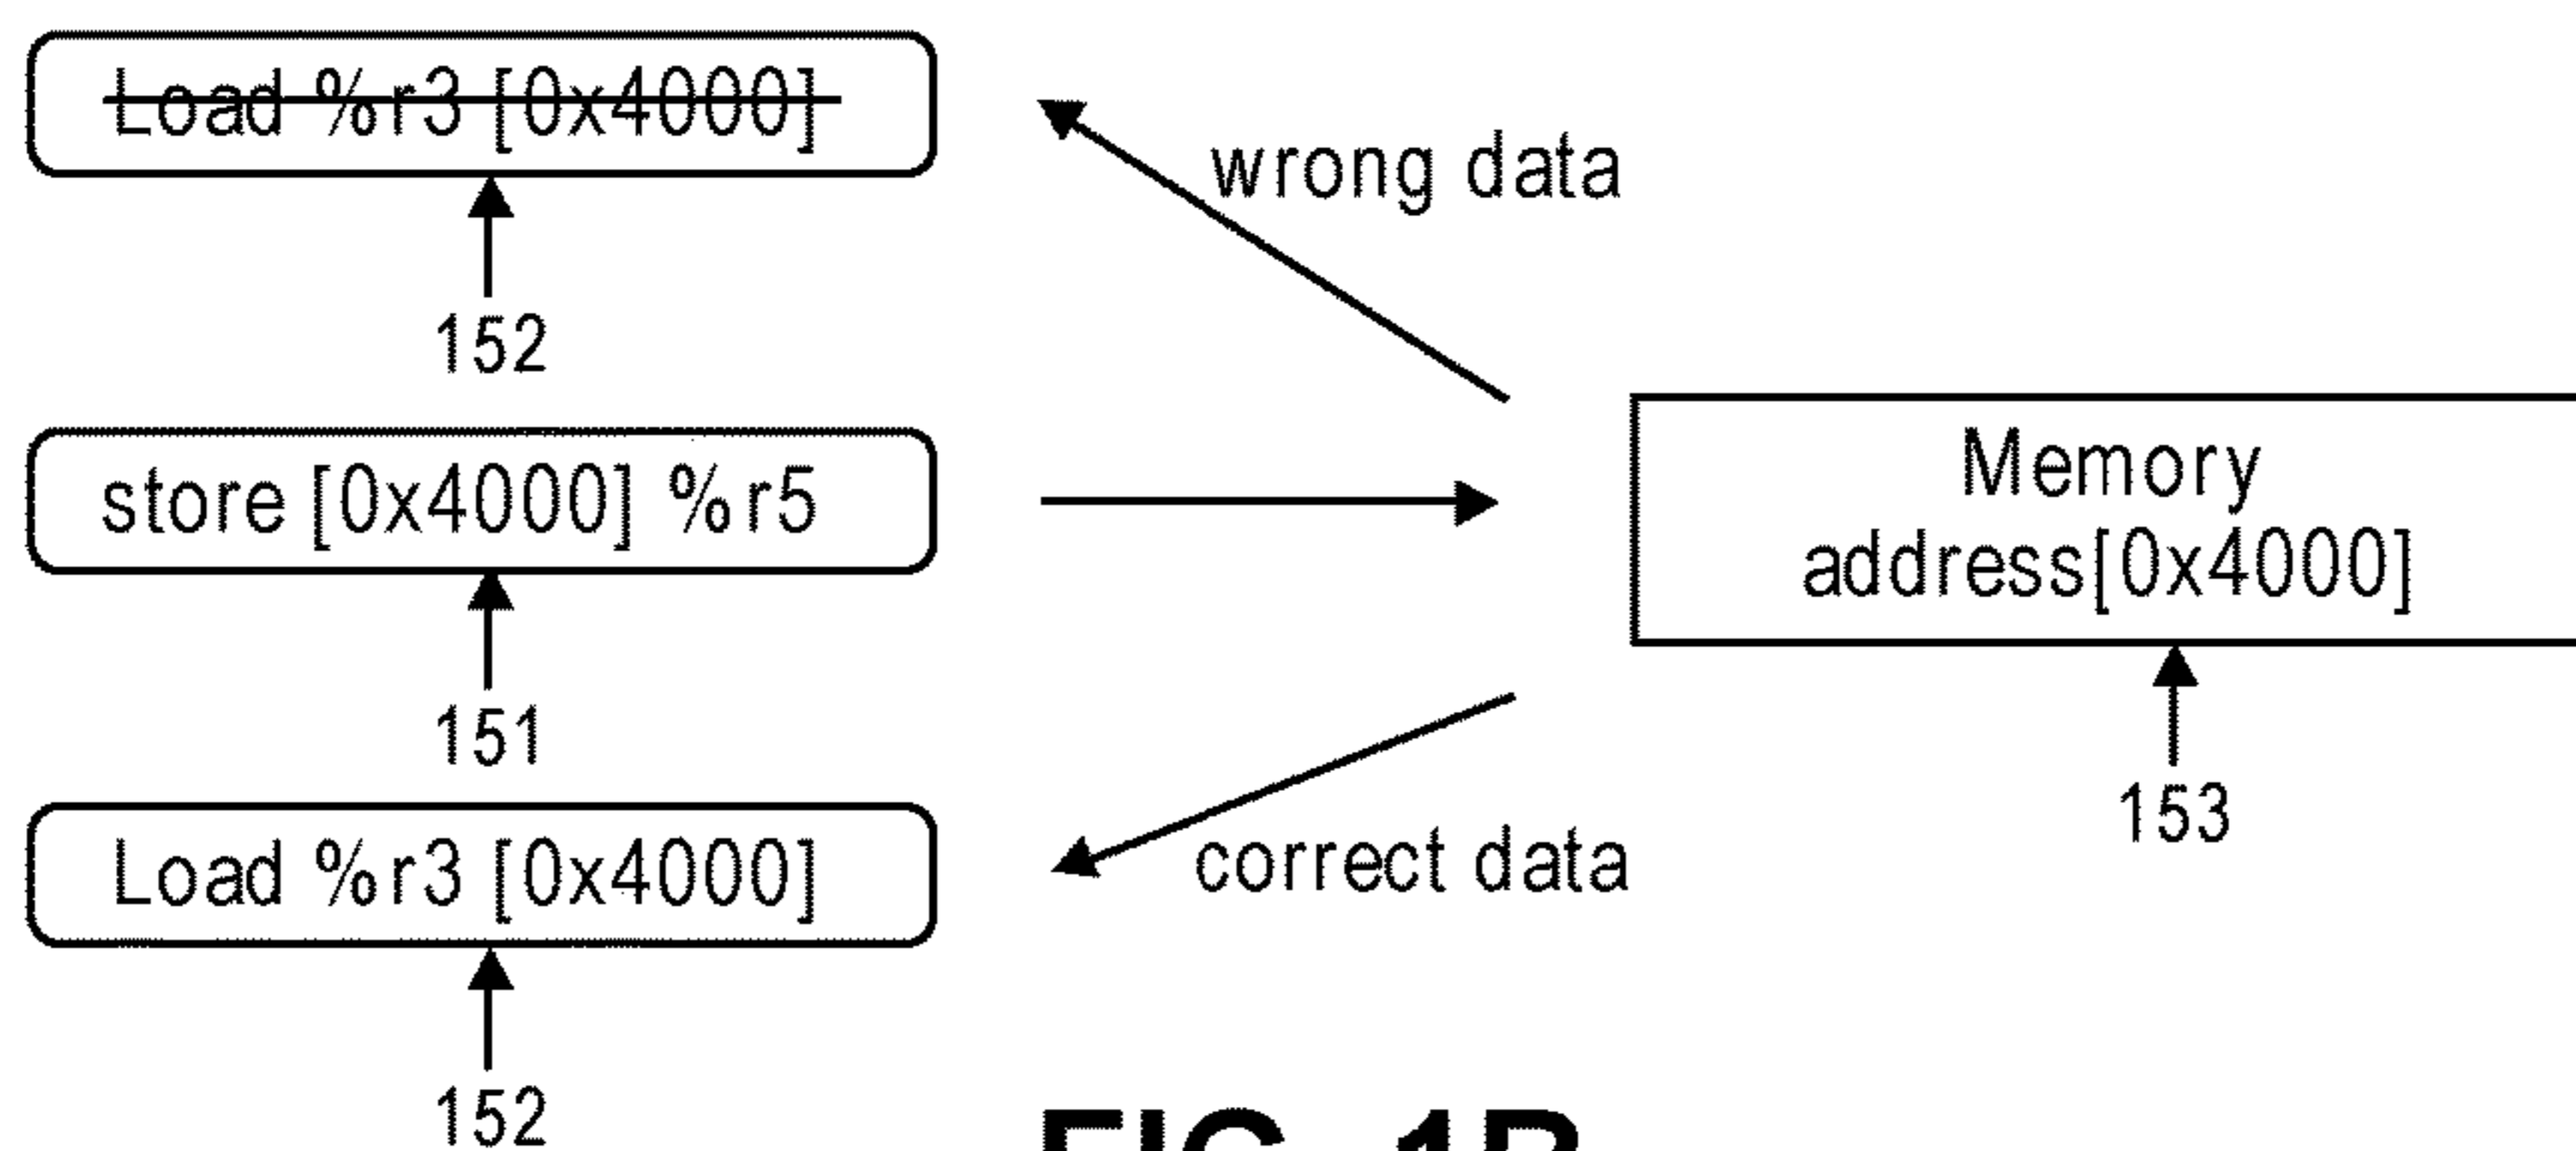 Load %r3 [0x4000]
wrong data
152
store [0x4000] %r5
Memory
address[0x4000]
151
153
Load %r3 [0x4000]
correct data
152